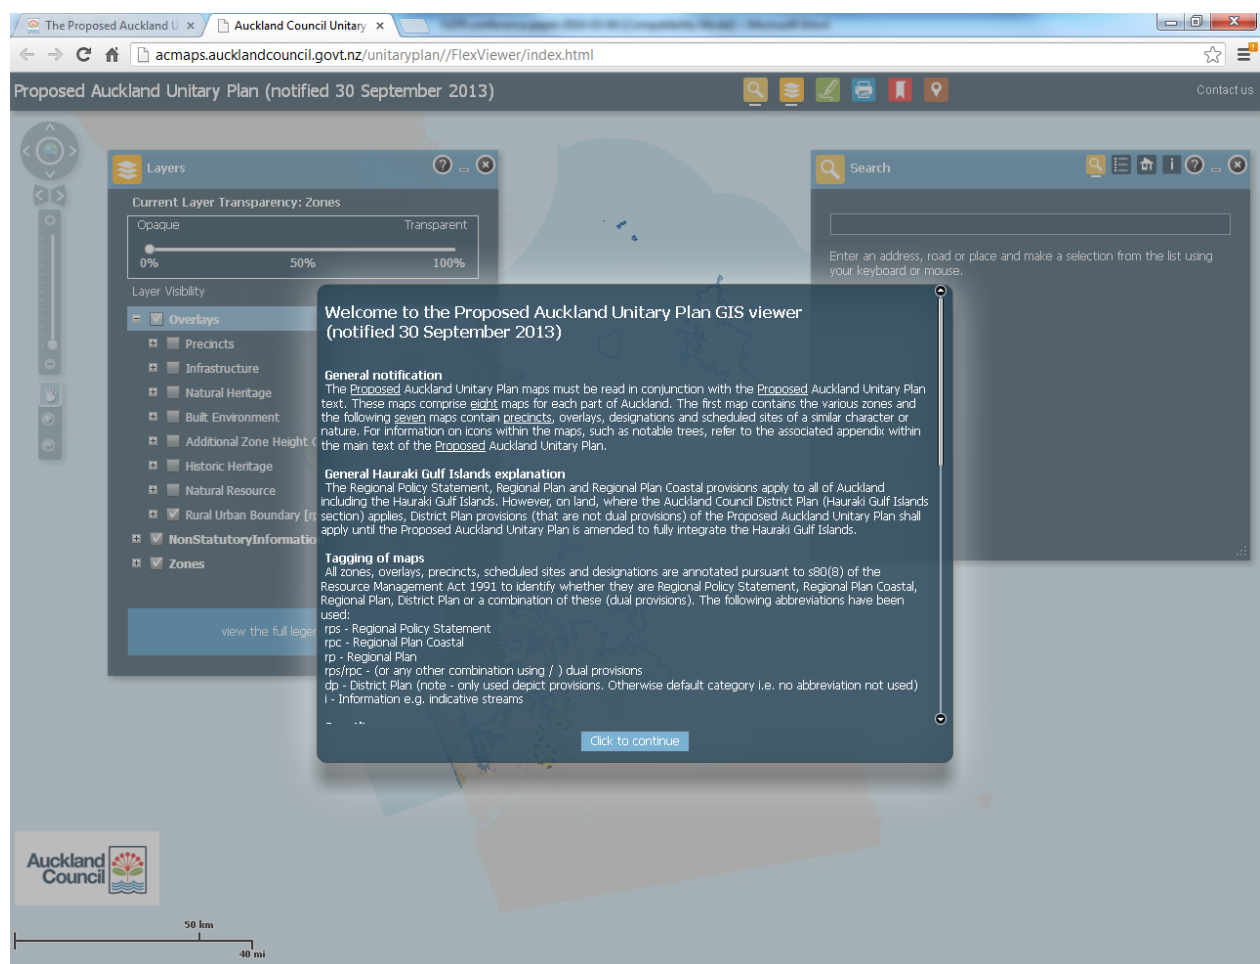 The Proposed Auckland U
Auckland Council Unitary
acmaps.aucklandcouncil.govt.nz/unitaryplan//FlexViewer/index.html
Proposed Auckland Unitary Plan (notified 30 September 2013)
Contact us
Layers
Current Layer Transparency: Zones
Opaque Transparent
0% 50% 100%
Layer Visibility
Overlays
Precincts
Infrastructure
Natural Heritage
Built Environment
Additional Zone Height C
Historic Heritage
Natural Resource
Rural Urban Boundary [rp
NonStatutoryInformatio
Zones
view the full leger
Search
Enter an address, road or place and make a selection from the list using
your keyboard or mouse.
Welcome to the Proposed Auckland Unitary Plan GIS viewer
(notified 30 September 2013)
General notification
The Proposed Auckland Unitary Plan maps must be read in conjunction with the Proposed Auckland Unitary Plan
text. These maps comprise eight maps for each part of Auckland. The first map contains the various zones and
the following seven maps contain precincts, overlays, designations and scheduled sites of a similar character or
nature. For information on icons within the maps, such as notable trees, refer to the associated appendix within
the main text of the Proposed Auckland Unitary Plan.
General Hauraki Gulf Islands explanation
The Regional Policy Statement, Regional Plan and Regional Plan Coastal provisions apply to all of Auckland
including the Hauraki Gulf Islands. However, on land, where the Auckland Council District Plan (Hauraki Gulf Islands
section) applies, District Plan provisions (that are not dual provisions) of the Proposed Auckland Unitary Plan shall
apply until the Proposed Auckland Unitary Plan is amended to fully integrate the Hauraki Gulf Islands.
Tagging of maps
All zones, overlays, precincts, scheduled sites and designations are annotated pursuant to s80(8) of the
Resource Management Act 1991 to identify whether they are Regional Policy Statement, Regional Plan Coastal,
Regional Plan, District Plan or a combination of these (dual provisions). The following abbreviations have been
used:
rps - Regional Policy Statement
rpc - Regional Plan Coastal
rp - Regional Plan
rps/rpc - (or any other combination using / ) dual provisions
dp - District Plan (note - only used depict provisions. Otherwise default category i.e. no abbreviation not used)
i - Information e.g. indicative streams
Click to continue
Auckland
Council
50 km
40 mi